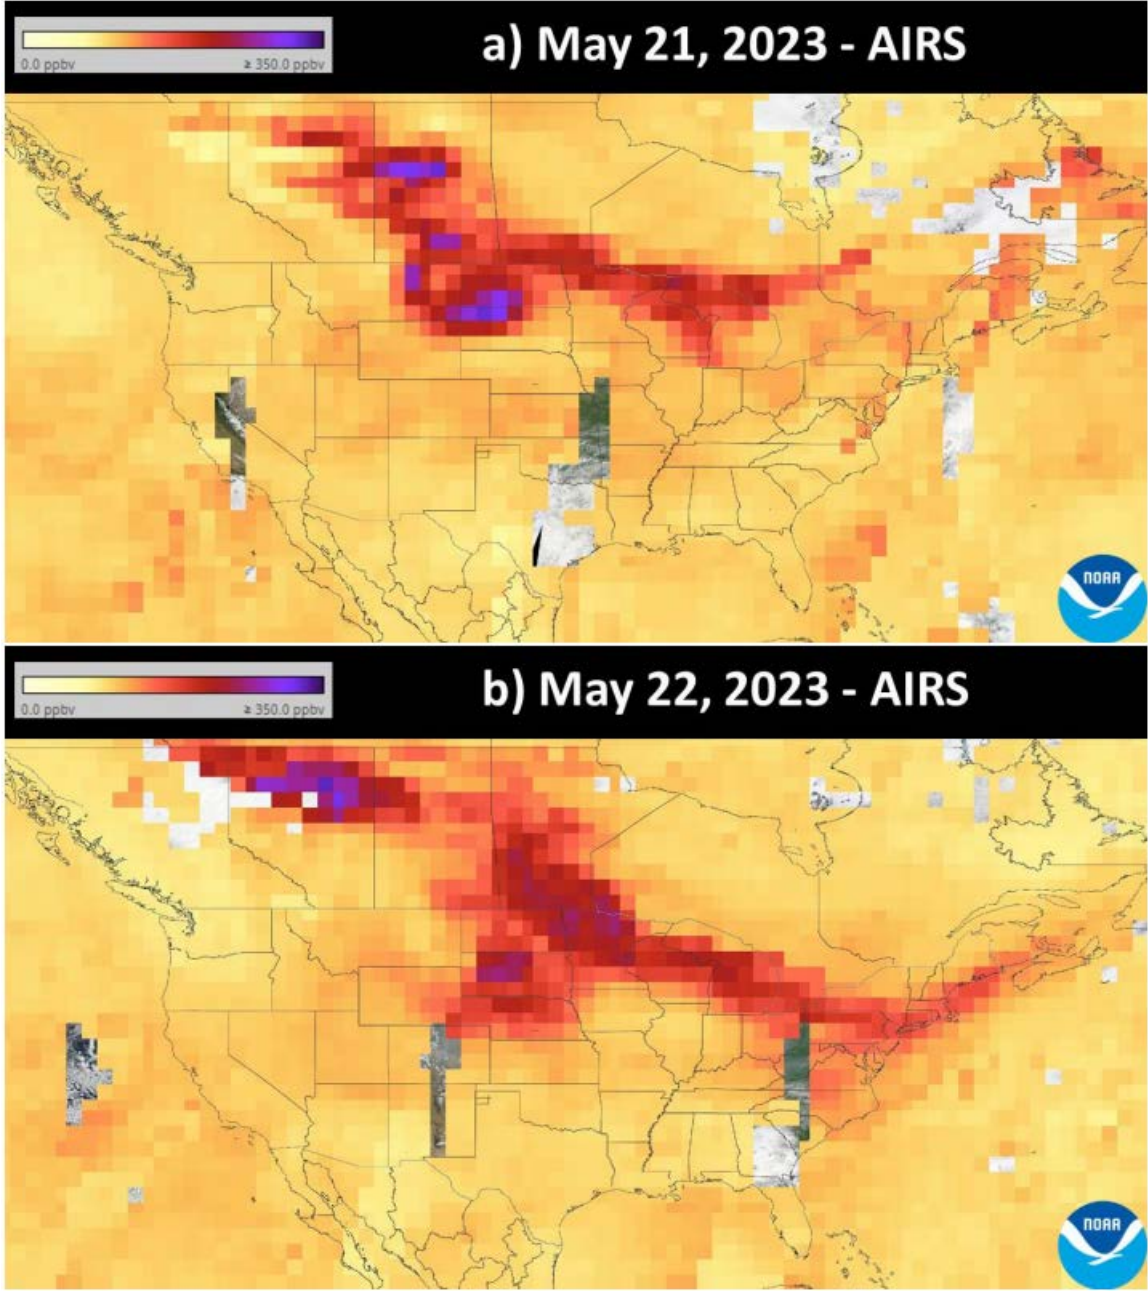 a) May 21, 2023 - AIRS
0.0 ppbv ≥ 350.0 ppbv
NOAA
b) May 22, 2023 - AIRS
0.0 ppbv ≥ 350.0 ppbv
NOAA